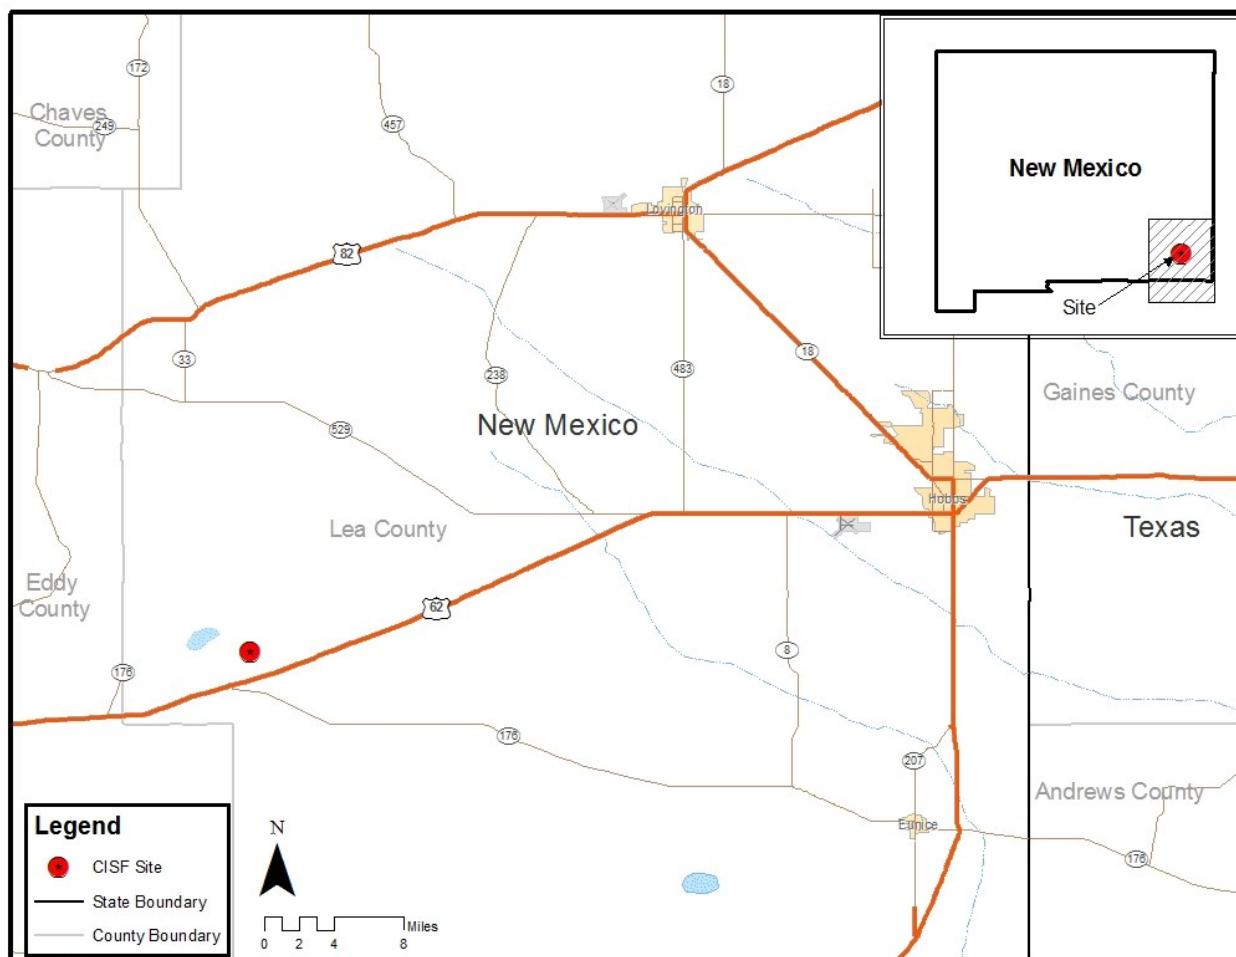 172
18
Chaves
County
249
457
New Mexico
Lovington
82
Site
33
18
483
238
Gaines County
New Mexico
529
Hobbs
Lea County
Texas
Eddy
County
62
8
176
176
207
Andrews County
Eunice
176
Legend
CISF Site
State Boundary
County Boundary
N
Miles
0 2 4 8